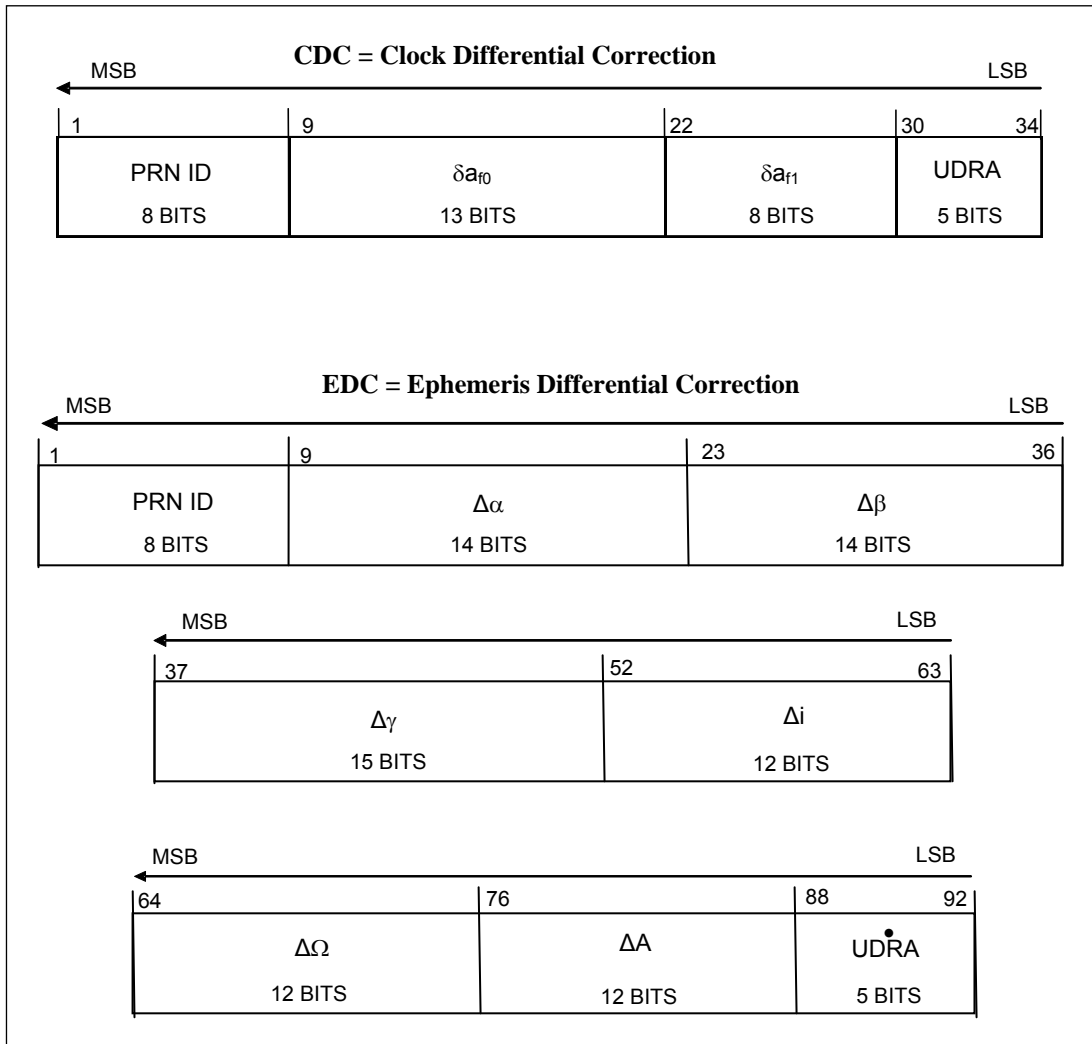 CDC = Clock Differential Correction
MSB LSB
1 9 22 30 34
PRN ID δaf0 δaf1 UDRA
8 BITS 13 BITS 8 BITS 5 BITS
EDC = Ephemeris Differential Correction
MSB LSB
1 9 23 36
PRN ID Δα Δβ
8 BITS 14 BITS 14 BITS
MSB LSB
37 52 63
Δγ Δi
15 BITS 12 BITS
MSB LSB
64 76 88 92
ΔΩ ΔA UDṘA
12 BITS 12 BITS 5 BITS